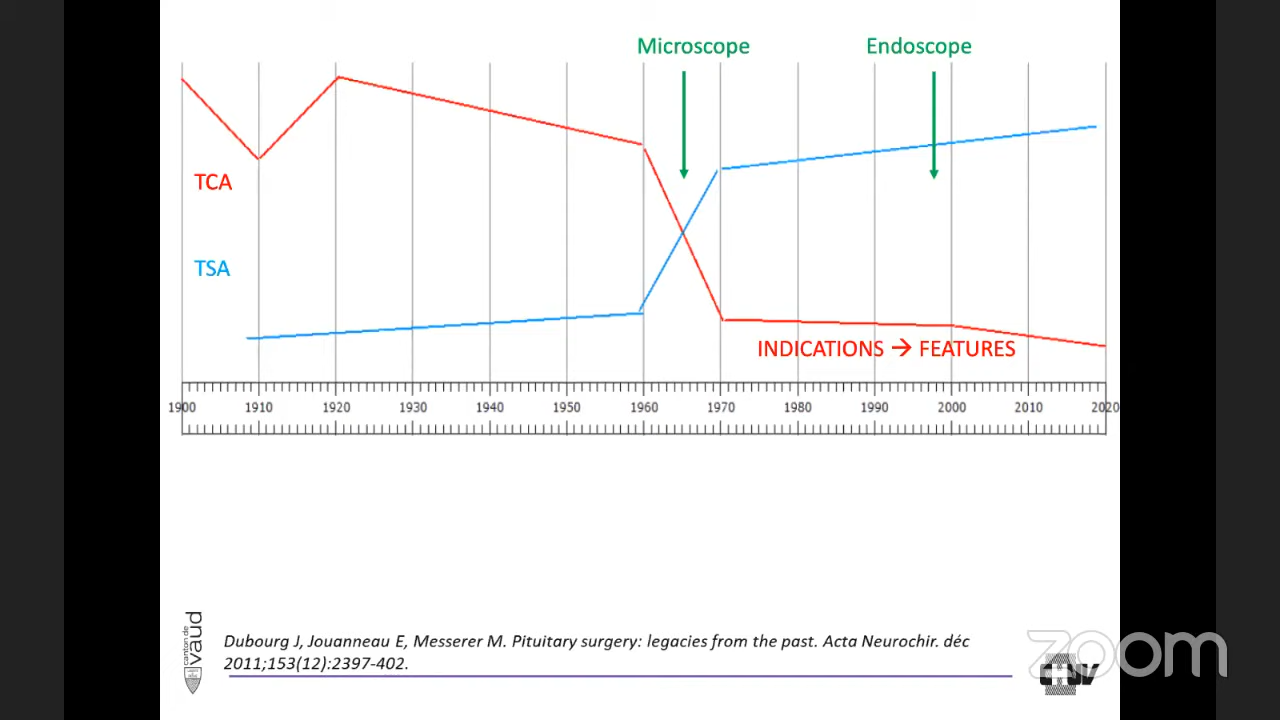 Microscope
Endoscope
TCA
TSA
INDICATIONS → FEATURES
1900 1910 1920 1930 1940 1950 1960 1970 1980 1990 2000 2010 2020
canton de
vaud
Dubourg J, Jouanneau E, Messerer M. Pituitary surgery: legacies from the past. Acta Neurochir. déc
2011;153(12):2397-402.
zoom